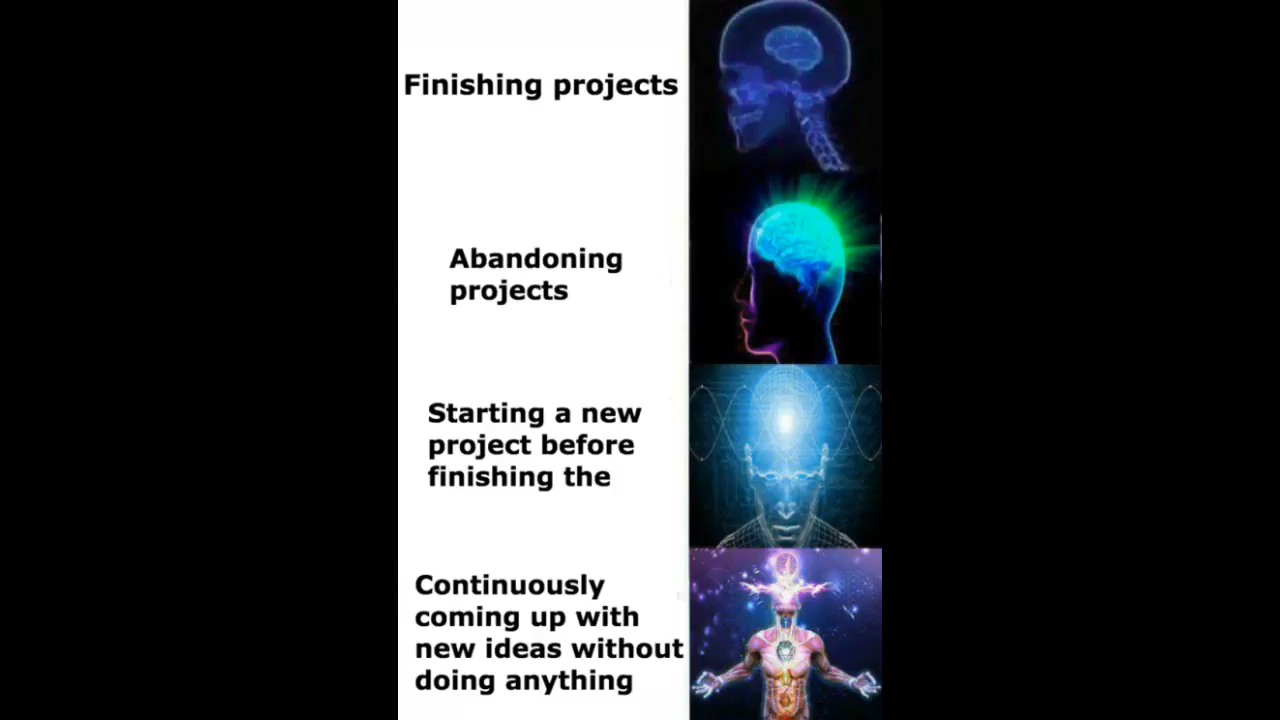 Finishing projects
Abandoning
projects
Starting a new
project before
finishing the
Continuously
coming up with
new ideas without
doing anything